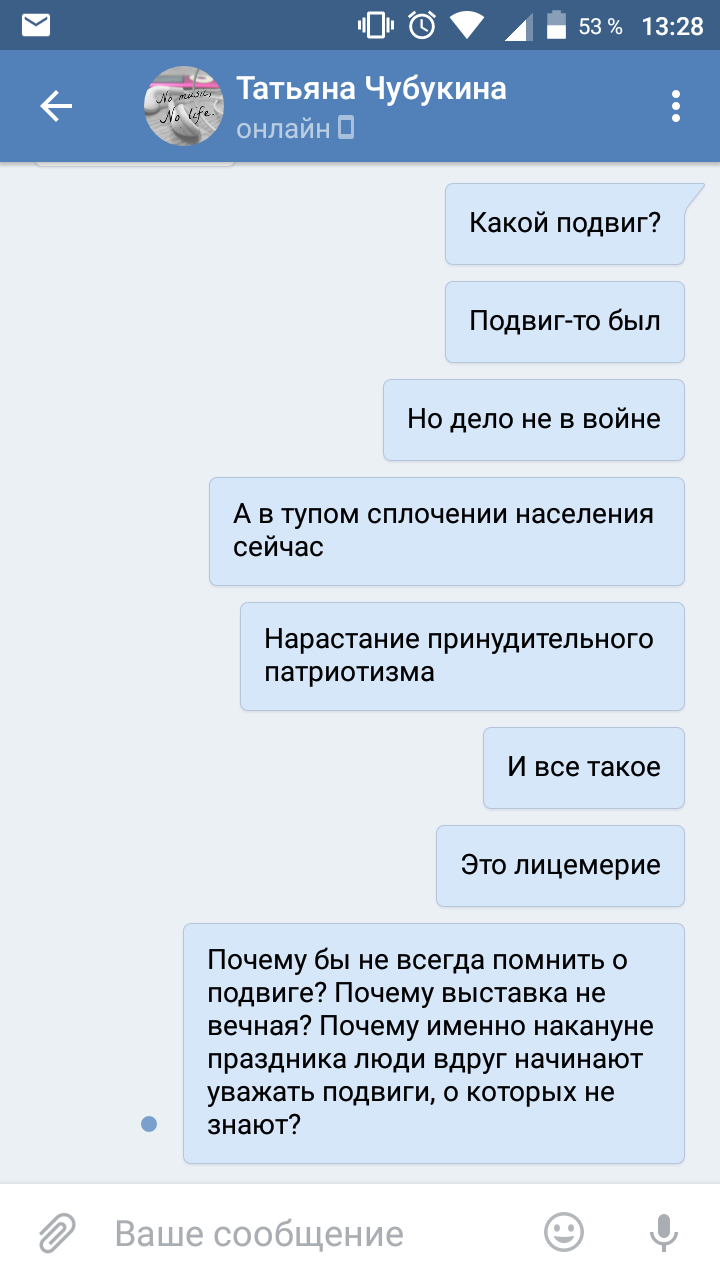 53 % 13:28
No music,
No life.
Татьяна Чубукина
онлайн
Какой подвиг?
Подвиг-то был
Но дело не в войне
А в тупом сплочении населения
сейчас
Нарастание принудительного
патриотизма
И все такое
Это лицемерие
Почему бы не всегда помнить о
подвиге? Почему выставка не
вечная? Почему именно накануне
праздника люди вдруг начинают
уважать подвиги, о которых не
знают?
Ваше сообщение